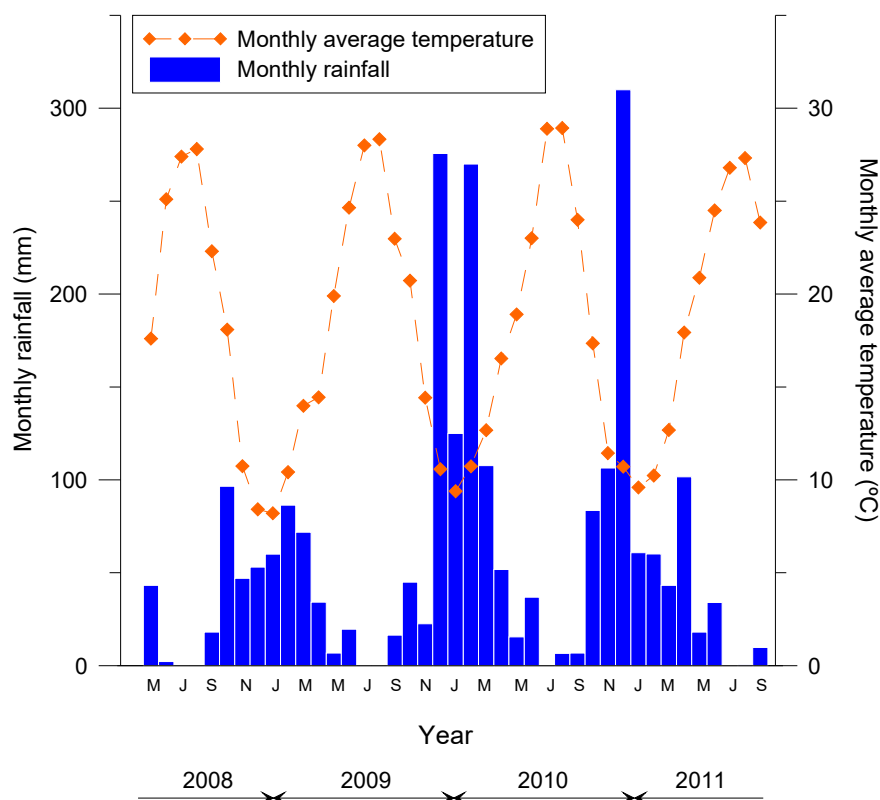 Monthly average temperature
Monthly rainfall
300
200
100
0
30
20
10
0
Monthly rainfall (mm)
Monthly average temperature (ºC)
M J S N J M M J S N J M M J S N J M M J S
Year
2008 2009 2010 2011